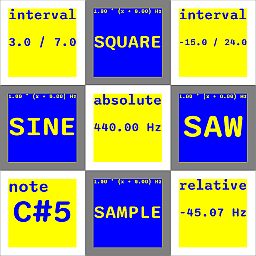 interval
3.0 / 7.0
1.00 * (x + 0.00) Hz
SQUARE
interval
-15.0 / 24.0
1.00 * (x + 0.00) Hz
SINE
absolute
440.00 Hz
1.00 * (x + 0.00) Hz
SAW
note
C#5
1.00 * (x + 0.00) Hz
SAMPLE
relative
-45.07 Hz